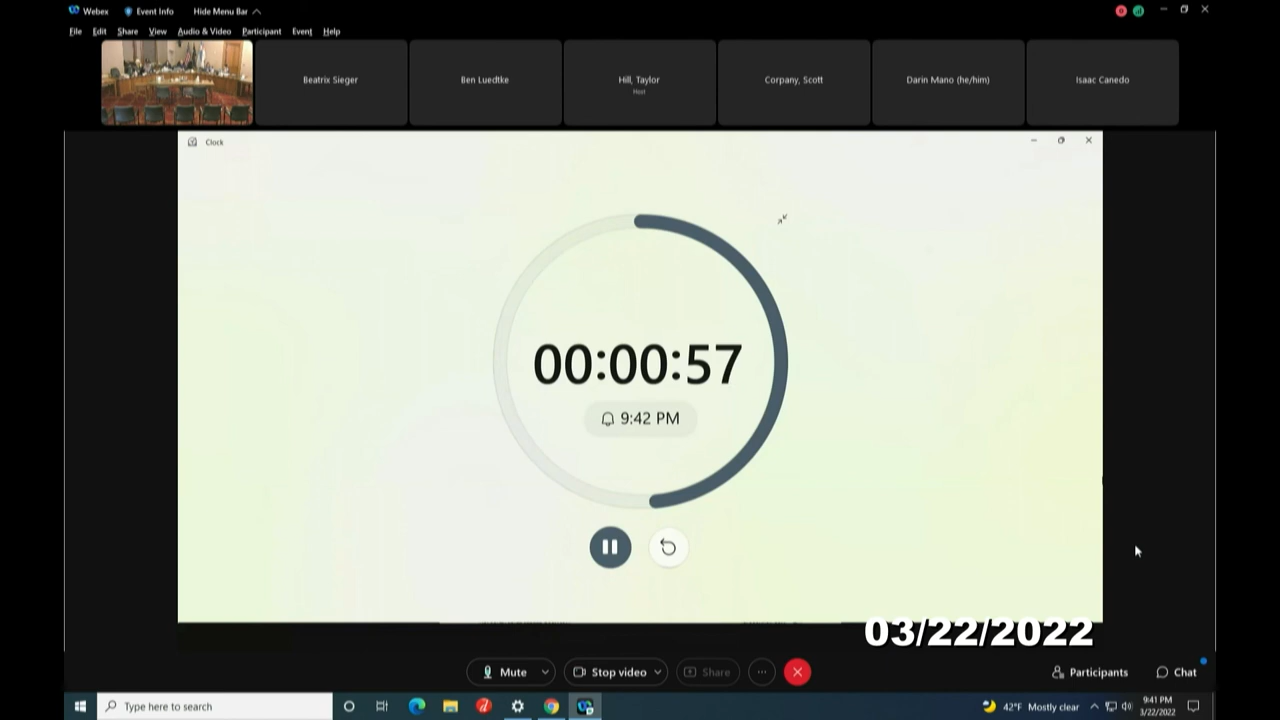 Webex Event Info Hide Menu Bar
File Edit Share View Audio & Video Participant Event Help
Beatrix Sieger
Ben Luedtke
Hill, Taylor
Host
Corpany, Scott
Darin Mano (he/him)
Isaac Canedo
Clock
00:00:57
9:42 PM
03/22/2022
Mute Stop video Share Participants Chat
Type here to search
42°F Mostly clear
9:41 PM
3/22/2022